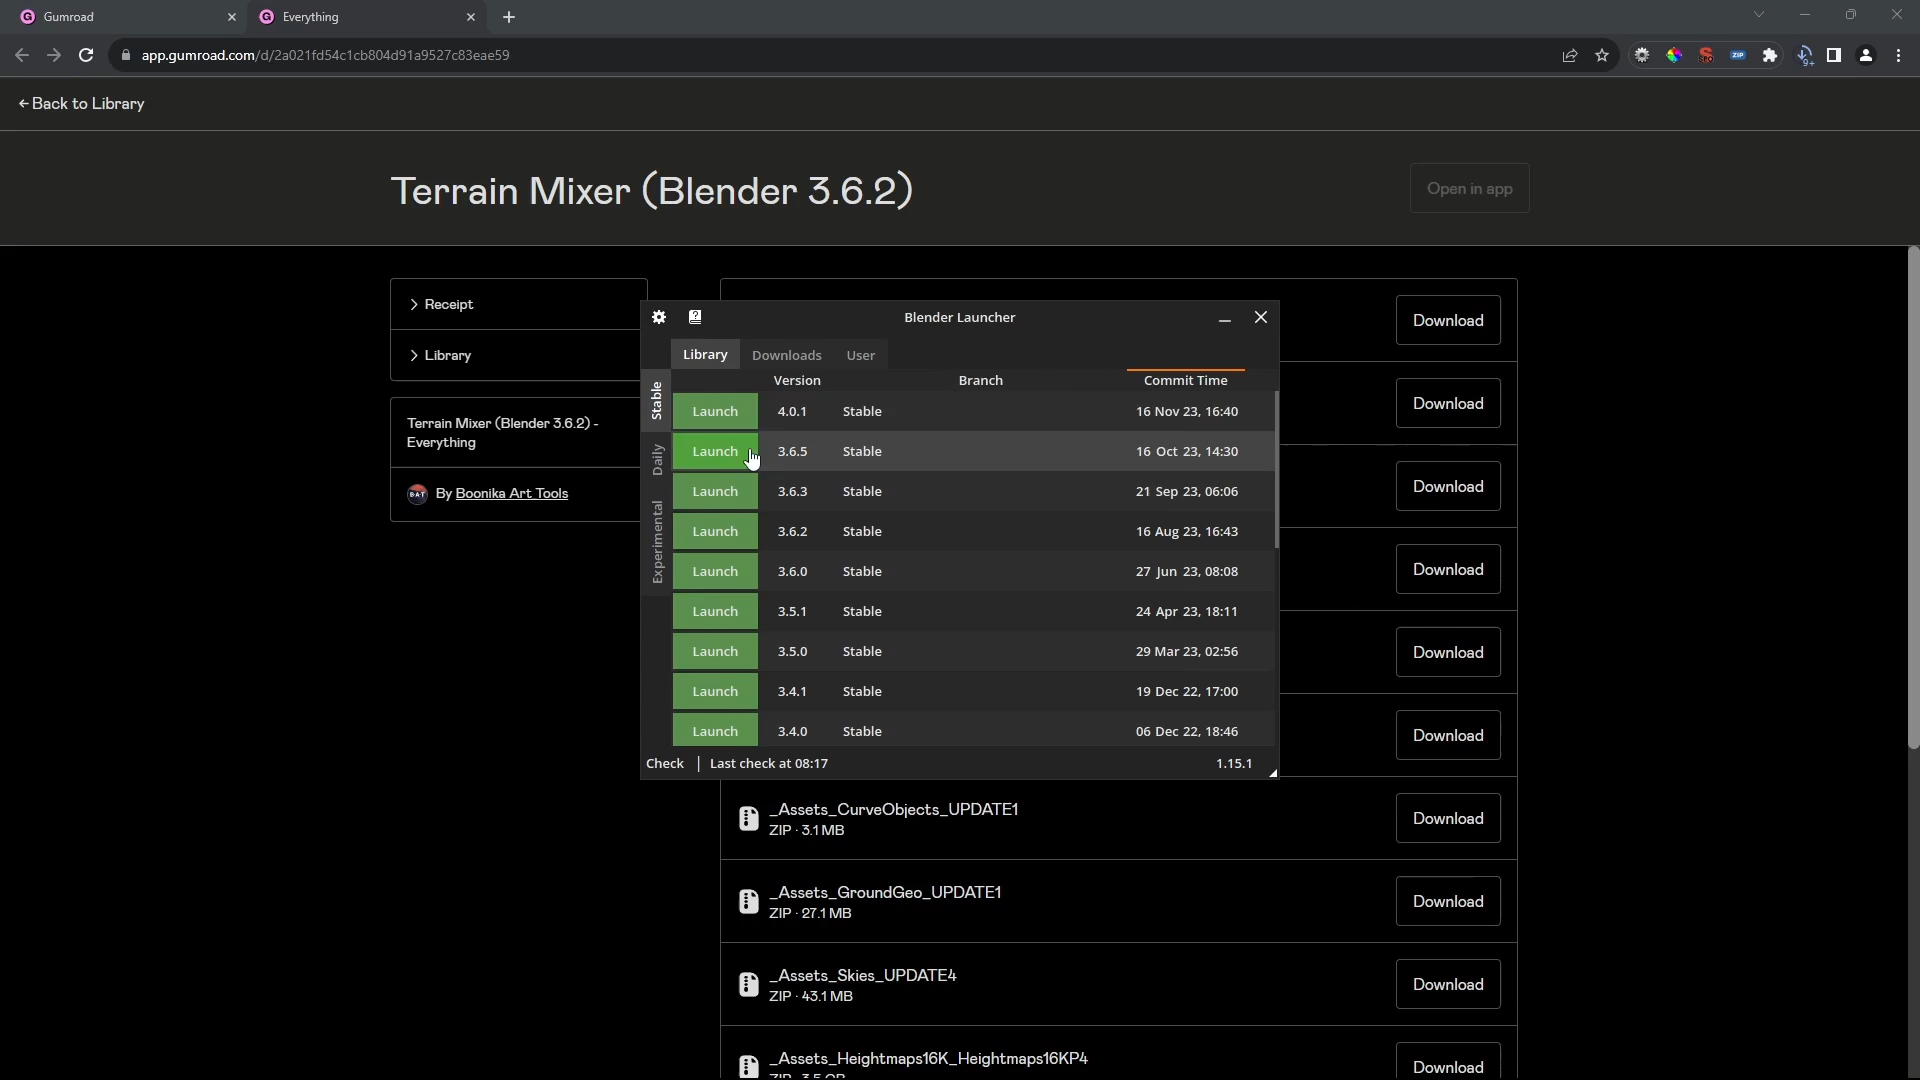 Gumroad
Everything
app.gumroad.com/d/2a021fd54c1cb804d91a9527c83eae59
SEO
ZIP
9+
←Back to Library
Terrain Mixer (Blender 3.6.2)
Open in app
Receipt
Library
Terrain Mixer (Blender 3.6.2) -
Everything
B·A·T
By Boonika Art Tools
Blender Launcher
Library Downloads User
Stable
Daily
Experimental
Version Branch Commit Time
Launch 4.0.1 Stable 16 Nov 23, 16:40
Launch 3.6.5 Stable 16 Oct 23, 14:30
Launch 3.6.3 Stable 21 Sep 23, 06:06
Launch 3.6.2 Stable 16 Aug 23, 16:43
Launch 3.6.0 Stable 27 Jun 23, 08:08
Launch 3.5.1 Stable 24 Apr 23, 18:11
Launch 3.5.0 Stable 29 Mar 23, 02:56
Launch 3.4.1 Stable 19 Dec 22, 17:00
Launch 3.4.0 Stable 06 Dec 22, 18:46
Check | Last check at 08:17 1.15.1
Download
Download
Download
Download
Download
Download
_Assets_CurveObjects_UPDATE1
ZIP · 3.1 MB
Download
_Assets_GroundGeo_UPDATE1
ZIP · 27.1 MB
Download
_Assets_Skies_UPDATE4
ZIP · 43.1 MB
Download
_Assets_Heightmaps16K_Heightmaps16KP4
ZIP · 3.5 GB
Download